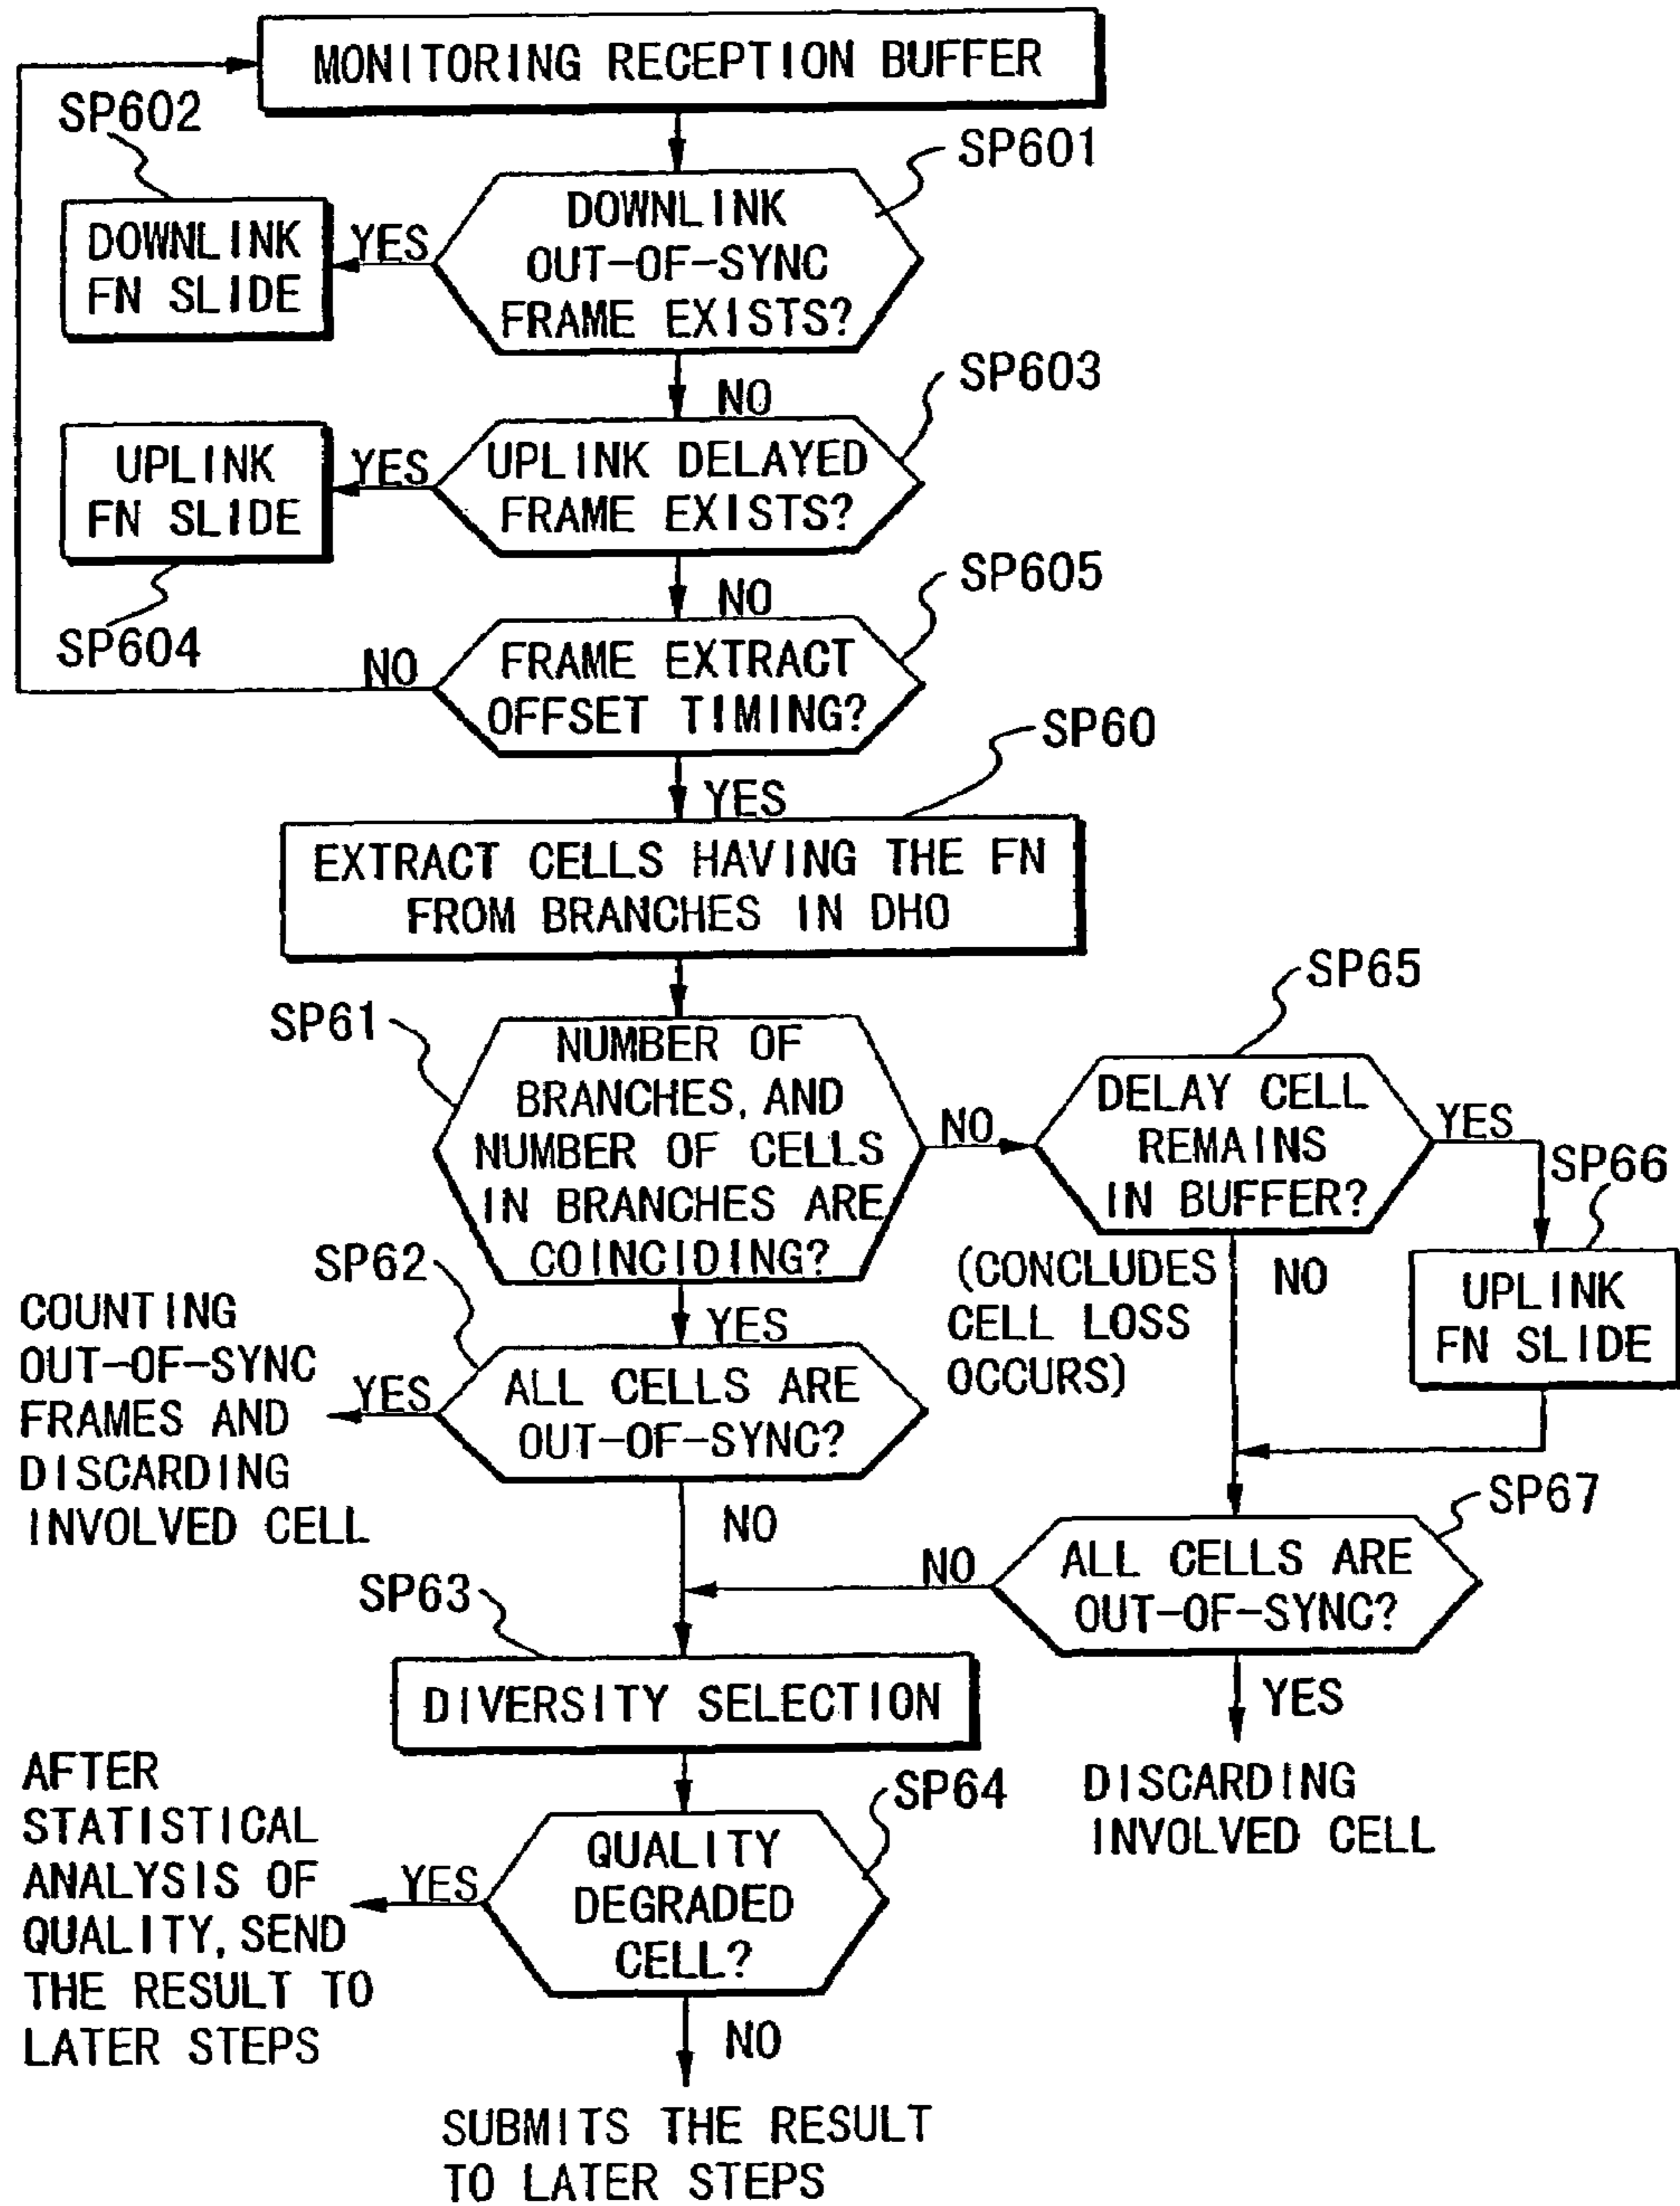 MONITORING RECEPTION BUFFER
SP602
SP601
DOWNLINK
OUT-OF-SYNC
FRAME EXISTS?
YES
DOWNLINK
FN SLIDE
NO
SP603
UPLINK DELAYED
FRAME EXISTS?
YES
UPLINK
FN SLIDE
SP604
NO
SP605
FRAME EXTRACT
OFFSET TIMING?
NO
YES
SP60
EXTRACT CELLS HAVING THE FN
FROM BRANCHES IN DHO
SP61
NUMBER OF
BRANCHES, AND
NUMBER OF CELLS
IN BRANCHES ARE
COINCIDING?
NO
SP65
DELAY CELL
REMAINS
IN BUFFER?
YES
SP66
UPLINK
FN SLIDE
(CONCLUDES
CELL LOSS
OCCURS)
NO
YES
SP62
ALL CELLS ARE
OUT-OF-SYNC?
YES
COUNTING
OUT-OF-SYNC
FRAMES AND
DISCARDING
INVOLVED CELL
NO
SP67
ALL CELLS ARE
OUT-OF-SYNC?
NO
YES
DISCARDING
INVOLVED CELL
SP63
DIVERSITY SELECTION
SP64
QUALITY
DEGRADED
CELL?
YES
AFTER
STATISTICAL
ANALYSIS OF
QUALITY, SEND
THE RESULT TO
LATER STEPS
NO
SUBMITS THE RESULT
TO LATER STEPS